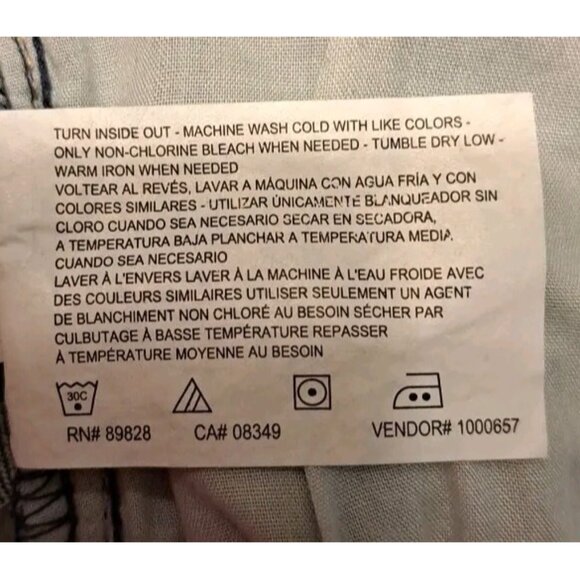 TURN INSIDE OUT - MACHINE WASH COLD WITH LIKE COLORS -
ONLY NON-CHLORINE BLEACH WHEN NEEDED - TUMBLE DRY LOW -
WARM IRON WHEN NEEDED
VOLTEAR AL REVÉS, LAVAR A MÁQUINA CON AGUA FRÍA Y CON
COLORES SIMILARES - UTILIZAR ÚNICAMENTE BLANQUEADOR SIN
CLORO CUANDO SEA NECESARIO SECAR EN SECADORA,
A TEMPERATURA BAJA PLANCHAR A TEMPERATURA MEDIA.
CUANDO SEA NECESARIO
LAVER À L'ENVERS LAVER À LA MACHINE À L'EAU FROIDE AVEC
DES COULEURS SIMILAIRES UTILISER SEULEMENT UN AGENT
DE BLANCHIMENT NON CHLORÉ AU BESOIN SÉCHER PAR
CULBUTAGE À BASSE TEMPÉRATURE REPASSER
À TEMPÉRATURE MOYENNE AU BESOIN
30C
RN# 89828 CA# 08349 VENDOR# 1000657